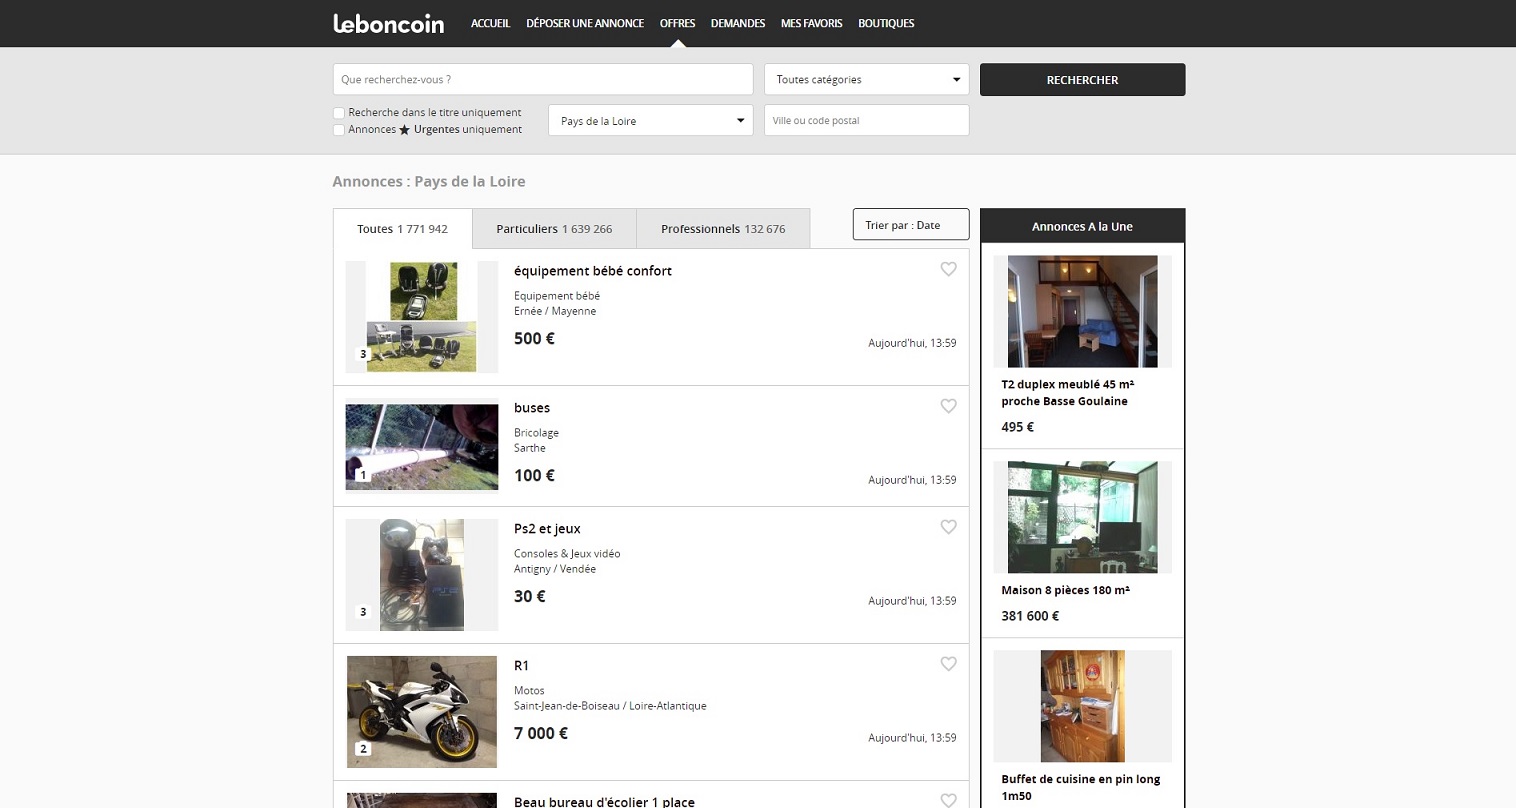 leboncoin ACCUEIL DÉPOSER UNE ANNONCE OFFRES DEMANDES MES FAVORIS BOUTIQUES
Que recherchez-vous ? Toutes catégories RECHERCHER
Recherche dans le titre uniquement
Annonces ★ Urgentes uniquement
Pays de la Loire Ville ou code postal
Annonces : Pays de la Loire
Toutes 1 771 942 Particuliers 1 639 266 Professionnels 132 676 Trier par : Date
équipement bébé confort
Equipement bébé
Ernée / Mayenne
500 €
Aujourd'hui, 13:59
3
buses
Bricolage
Sarthe
100 €
Aujourd'hui, 13:59
1
Ps2 et jeux
Consoles & Jeux vidéo
Antigny / Vendée
30 €
Aujourd'hui, 13:59
3
R1
Motos
Saint-Jean-de-Boiseau / Loire-Atlantique
7 000 €
Aujourd'hui, 13:59
2
Beau bureau d'écolier 1 place
Annonces A la Une
T2 duplex meublé 45 m²
proche Basse Goulaine
495 €
Maison 8 pièces 180 m²
381 600 €
Buffet de cuisine en pin long
1m50